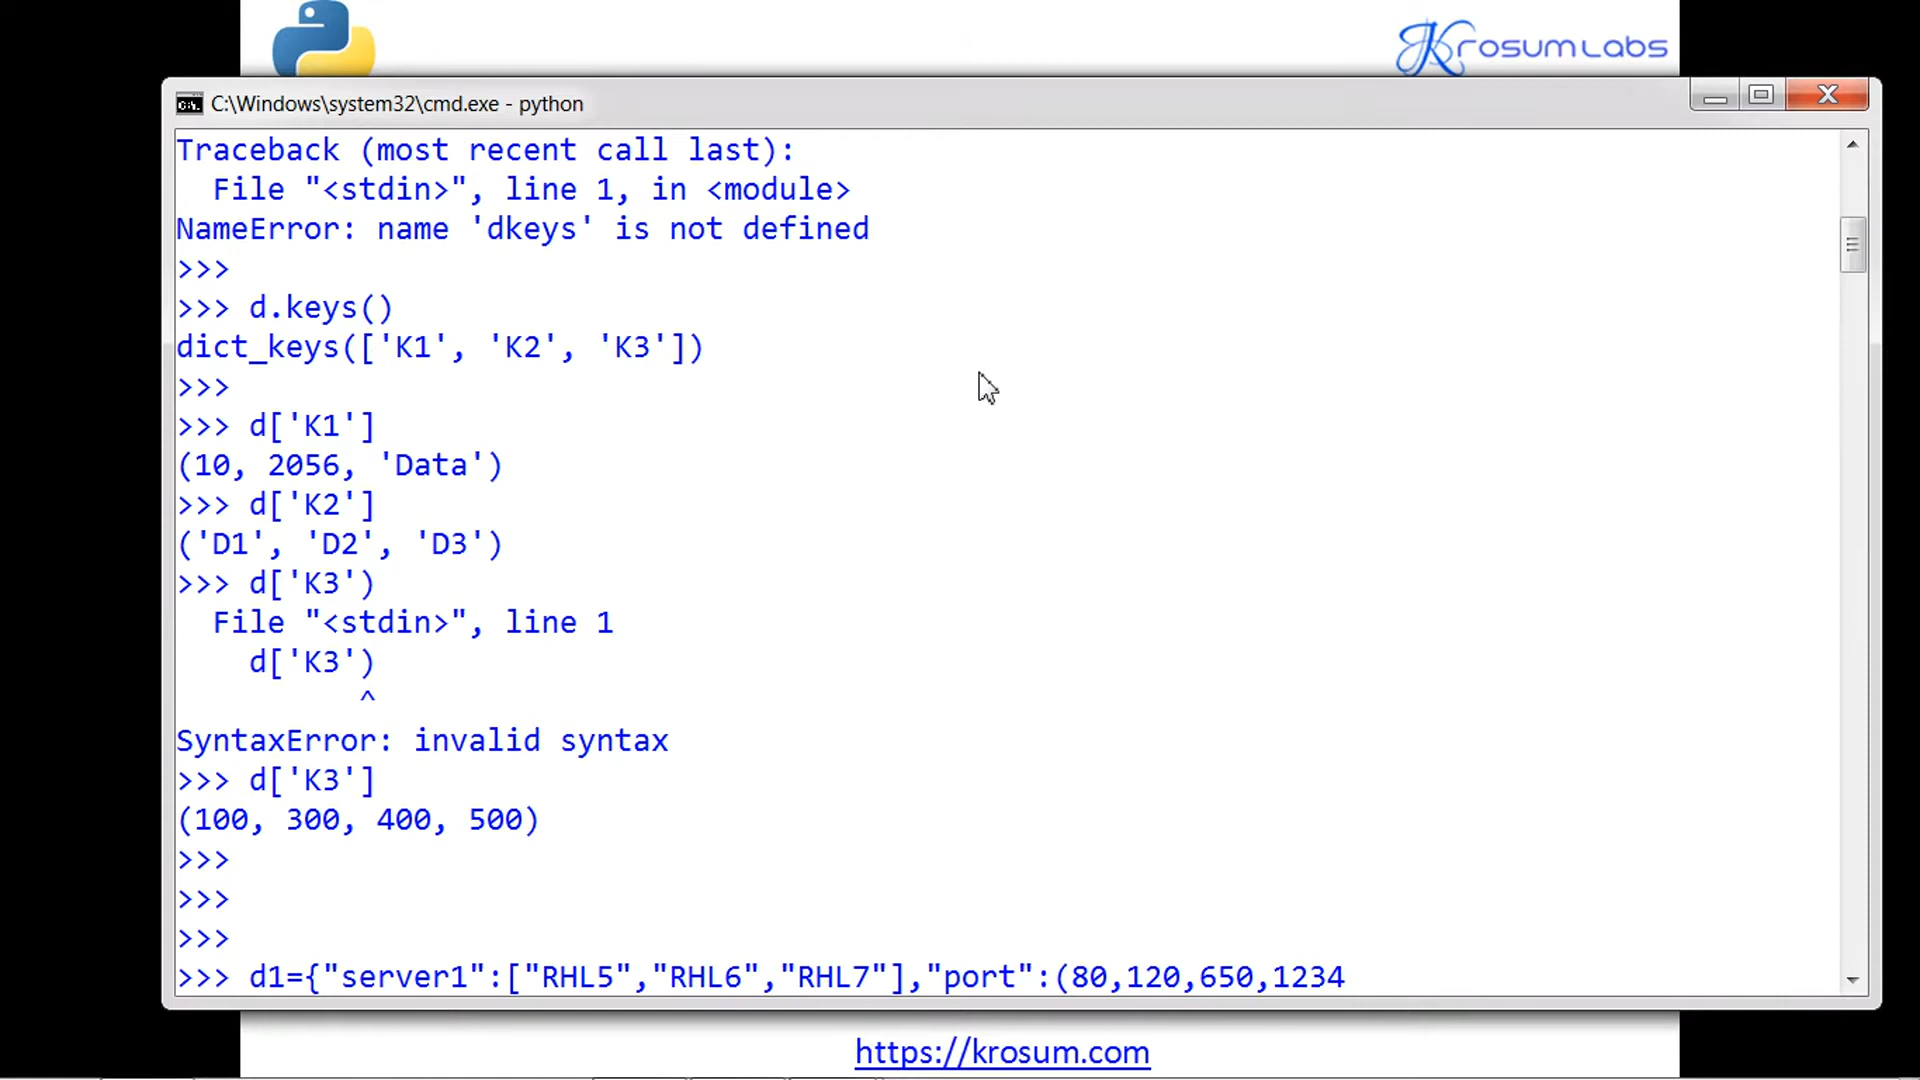 Krosum Labs
C:\Windows\system32\cmd.exe - python
Traceback (most recent call last):
  File "<stdin>", line 1, in <module>
NameError: name 'dkeys' is not defined
>>>
>>> d.keys()
dict_keys(['K1', 'K2', 'K3'])
>>>
>>> d['K1']
(10, 2056, 'Data')
>>> d['K2']
('D1', 'D2', 'D3')
>>> d['K3')
  File "<stdin>", line 1
    d['K3')
          ^
SyntaxError: invalid syntax
>>> d['K3']
(100, 300, 400, 500)
>>>
>>>
>>>
>>> d1={"server1":["RHL5","RHL6","RHL7"],"port":(80,120,650,1234
https://krosum.com